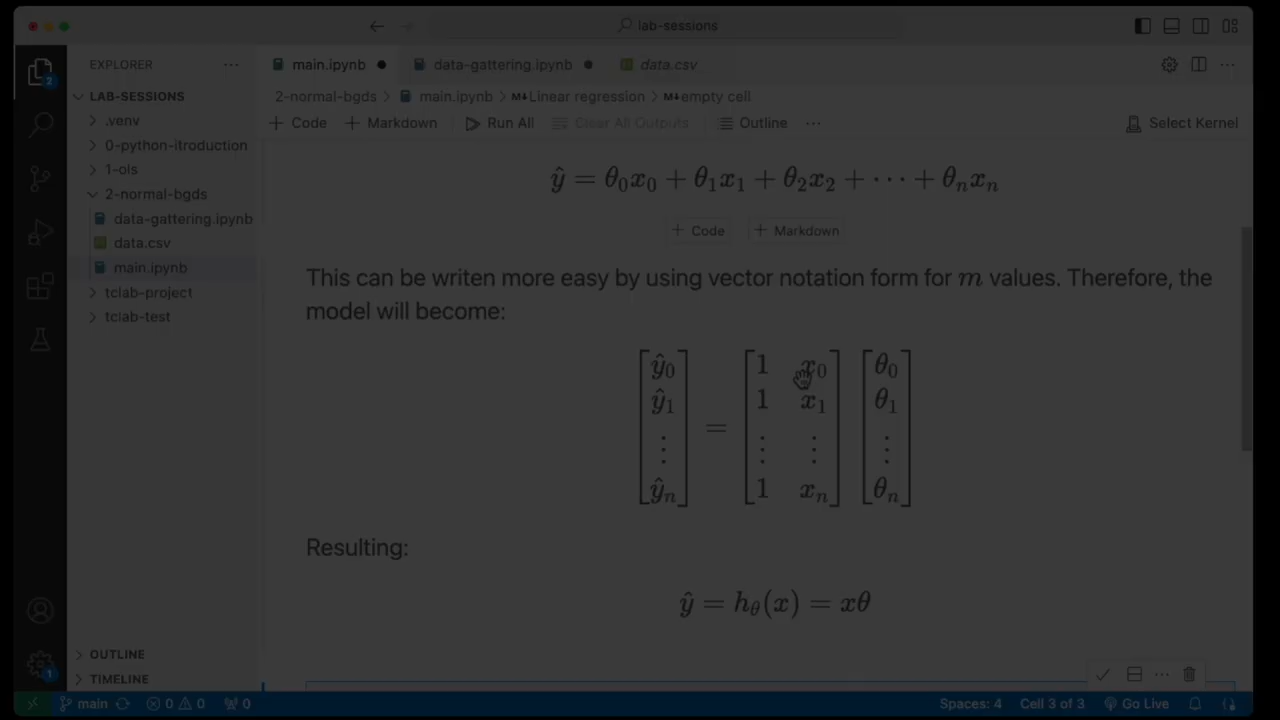 lab-sessions
EXPLORER
main.ipynb
data-gattering.ipynb
data.csv
LAB-SESSIONS
.venv
0-python-itroduction
1-ols
2-normal-bgds
data-gattering.ipynb
data.csv
main.ipynb
tclab-project
tclab-test
OUTLINE
TIMELINE
2-normal-bgds > main.ipynb > M↓Linear regression > M↓empty cell
+ Code + Markdown Run All Clear All Outputs Outline ... Select Kernel
ŷ = θ₀x₀ + θ₁x₁ + θ₂x₂ + ⋯ + θₙxₙ
+ Code + Markdown
This can be writen more easy by using vector notation form for m values. Therefore, the
model will become:
[ŷ₀] [1 x₀] [θ₀]
[ŷ₁] = [1 x₁] [θ₁]
[⋮] [⋮ ⋮] [⋮]
[ŷₙ] [1 xₙ] [θₙ]
Resulting:
ŷ = h_θ(x) = xθ
main 0 0 0 Spaces: 4 Cell 3 of 3 Go Live
2
1